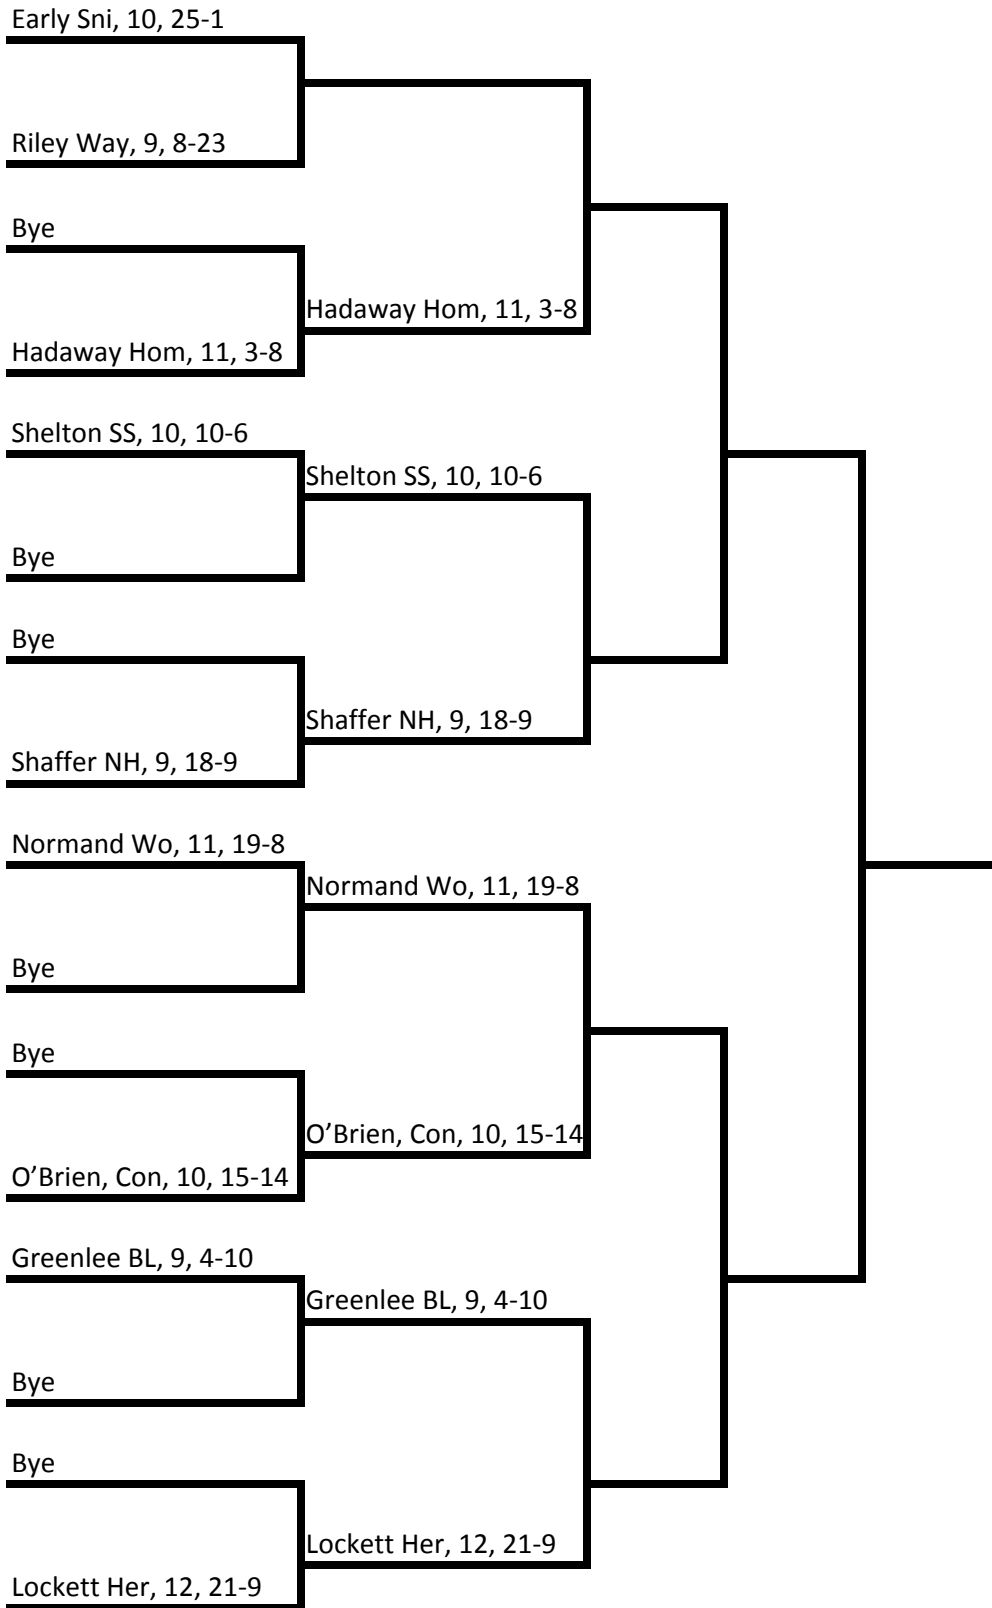 Early Sni, 10, 25-1
Riley Way, 9, 8-23
Bye
Hadaway Hom, 11, 3-8
Hadaway Hom, 11, 3-8
Shelton SS, 10, 10-6
Shelton SS, 10, 10-6
Bye
Bye
Shaffer NH, 9, 18-9
Shaffer NH, 9, 18-9
Normand Wo, 11, 19-8
Normand Wo, 11, 19-8
Bye
Bye
O’Brien, Con, 10, 15-14
O’Brien, Con, 10, 15-14
Greenlee BL, 9, 4-10
Greenlee BL, 9, 4-10
Bye
Bye
Lockett Her, 12, 21-9
Lockett Her, 12, 21-9